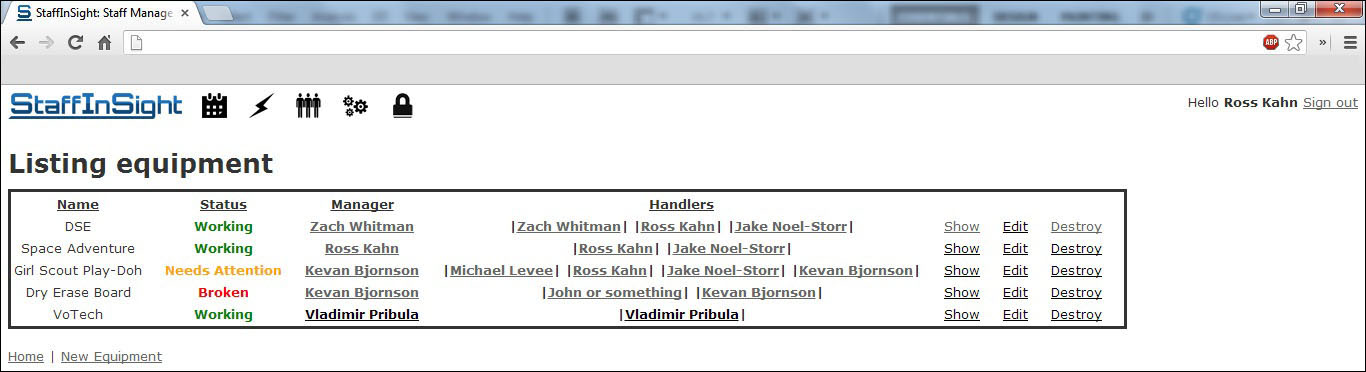 StaffInSight: Staff Manage
ABP
StaffInSight
Hello Ross Kahn Sign out
Listing equipment
Name Status Manager Handlers
DSE Working Zach Whitman |Zach Whitman| |Ross Kahn| |Jake Noel-Storr| Show Edit Destroy
Space Adventure Working Ross Kahn |Ross Kahn| |Jake Noel-Storr| Show Edit Destroy
Girl Scout Play-Doh Needs Attention Kevan Bjornson |Michael Levee| |Ross Kahn| |Jake Noel-Storr| |Kevan Bjornson| Show Edit Destroy
Dry Erase Board Broken Kevan Bjornson |John or something| |Kevan Bjornson| Show Edit Destroy
VoTech Working Vladimir Pribula |Vladimir Pribula| Show Edit Destroy
Home | New Equipment